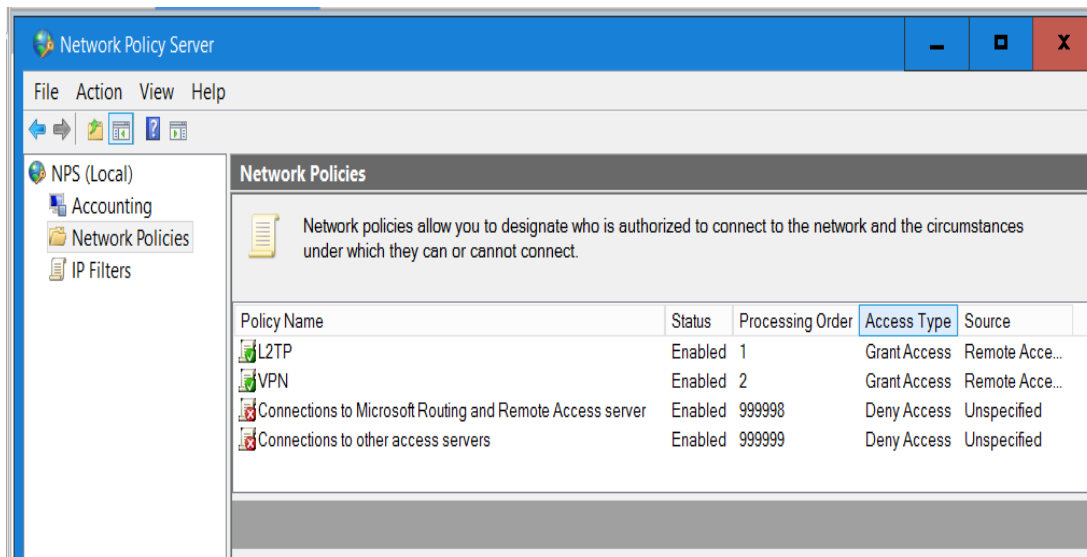 Network Policy Server
File Action View Help
NPS (Local)
Accounting
Network Policies
IP Filters
Network Policies
Network policies allow you to designate who is authorized to connect to the network and the circumstances
under which they can or cannot connect.
Policy Name Status Processing Order Access Type Source
L2TP Enabled 1 Grant Access Remote Acce...
VPN Enabled 2 Grant Access Remote Acce...
Connections to Microsoft Routing and Remote Access server Enabled 999998 Deny Access Unspecified
Connections to other access servers Enabled 999999 Deny Access Unspecified